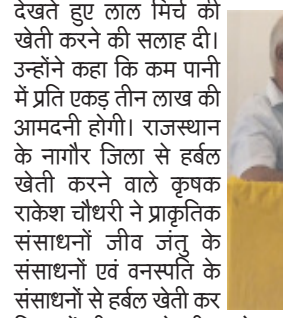 देखते हुए लाल मिर्च की
खेती करने की सलाह दी।
उन्होंने कहा कि कम पानी
में प्रति एकड़ तीन लाख की
आमदनी होगी। राजस्थान
के नागौर जिला से हर्बल
खेती करने वाले कृषक
राकेश चौधरी ने प्राकृतिक
संसाधनों जीव जंतु के
संसाधनों एवं वनस्पति के
संसाधनों से हर्बल खेती कर